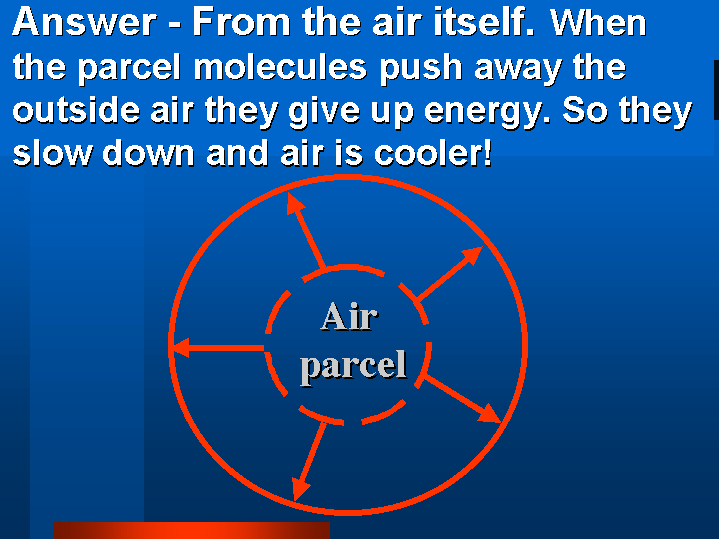 Answer - From the air itself. When
the parcel molecules push away the
outside air they give up energy. So they
slow down and air is cooler!
Air
parcel